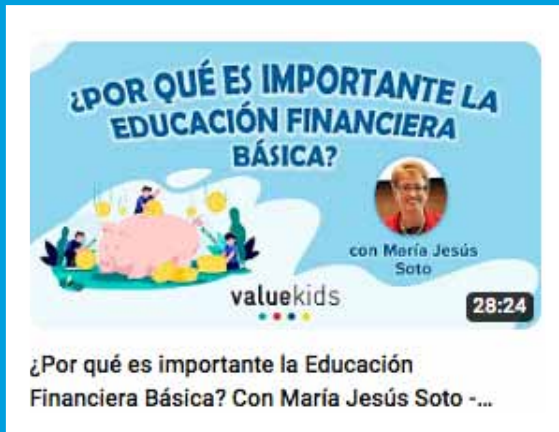 ¿POR QUÉ ES IMPORTANTE LA
EDUCACIÓN FINANCIERA
BÁSICA?
con María Jesús
Soto
valuekids
28:24
¿Por qué es importante la Educación
Financiera Básica? Con María Jesús Soto -...